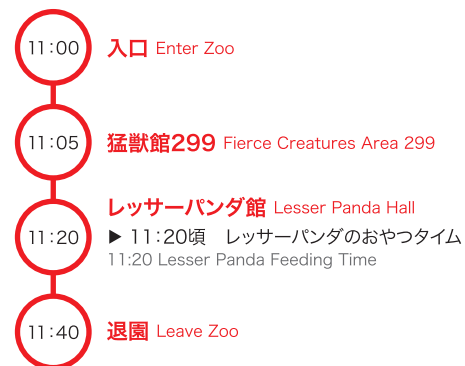 11:00
入口 Enter Zoo
11:05
猛獣館299 Fierce Creatures Area 299
レッサーパンダ館 Lesser Panda Hall
11:20
▶ 11:20頃　レッサーパンダのおやつタイム
11:20 Lesser Panda Feeding Time
11:40
退園 Leave Zoo